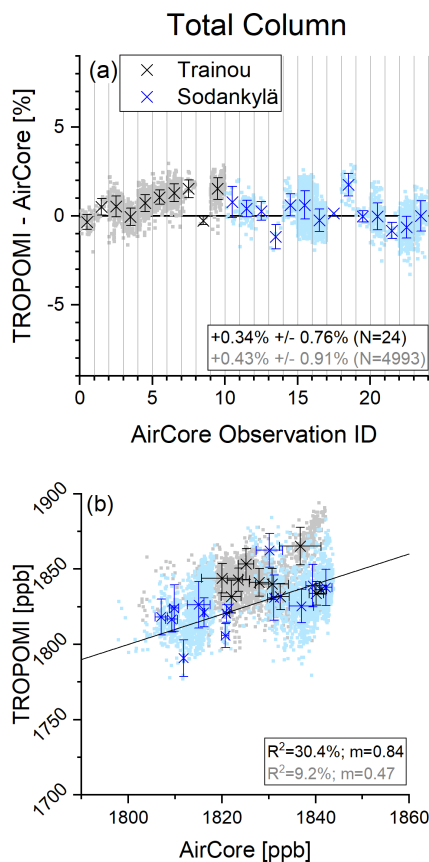 Total Column
(a)
Trainou
Sodankylä
TROPOMI - AirCore [%]
5
0
-5
+0.34% +/- 0.76% (N=24)
+0.43% +/- 0.91% (N=4993)
0 5 10 15 20
AirCore Observation ID
(b)
TROPOMI [ppb]
1900
1850
1800
1750
1700
R²=30.4%; m=0.84
R²=9.2%; m=0.47
1800 1820 1840 1860
AirCore [ppb]